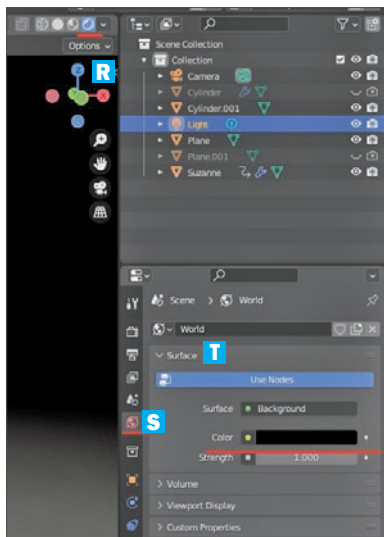 Options
R
Scene Collection
Collection
Camera
Cylinder
Cylinder.001
Light
Plane
Plane.001
Suzanne
Scene > World
World
T
Surface
Use Nodes
Surface Background
S
Color
Strength 1.000
> Volume
> Viewport Display
> Custom Properties